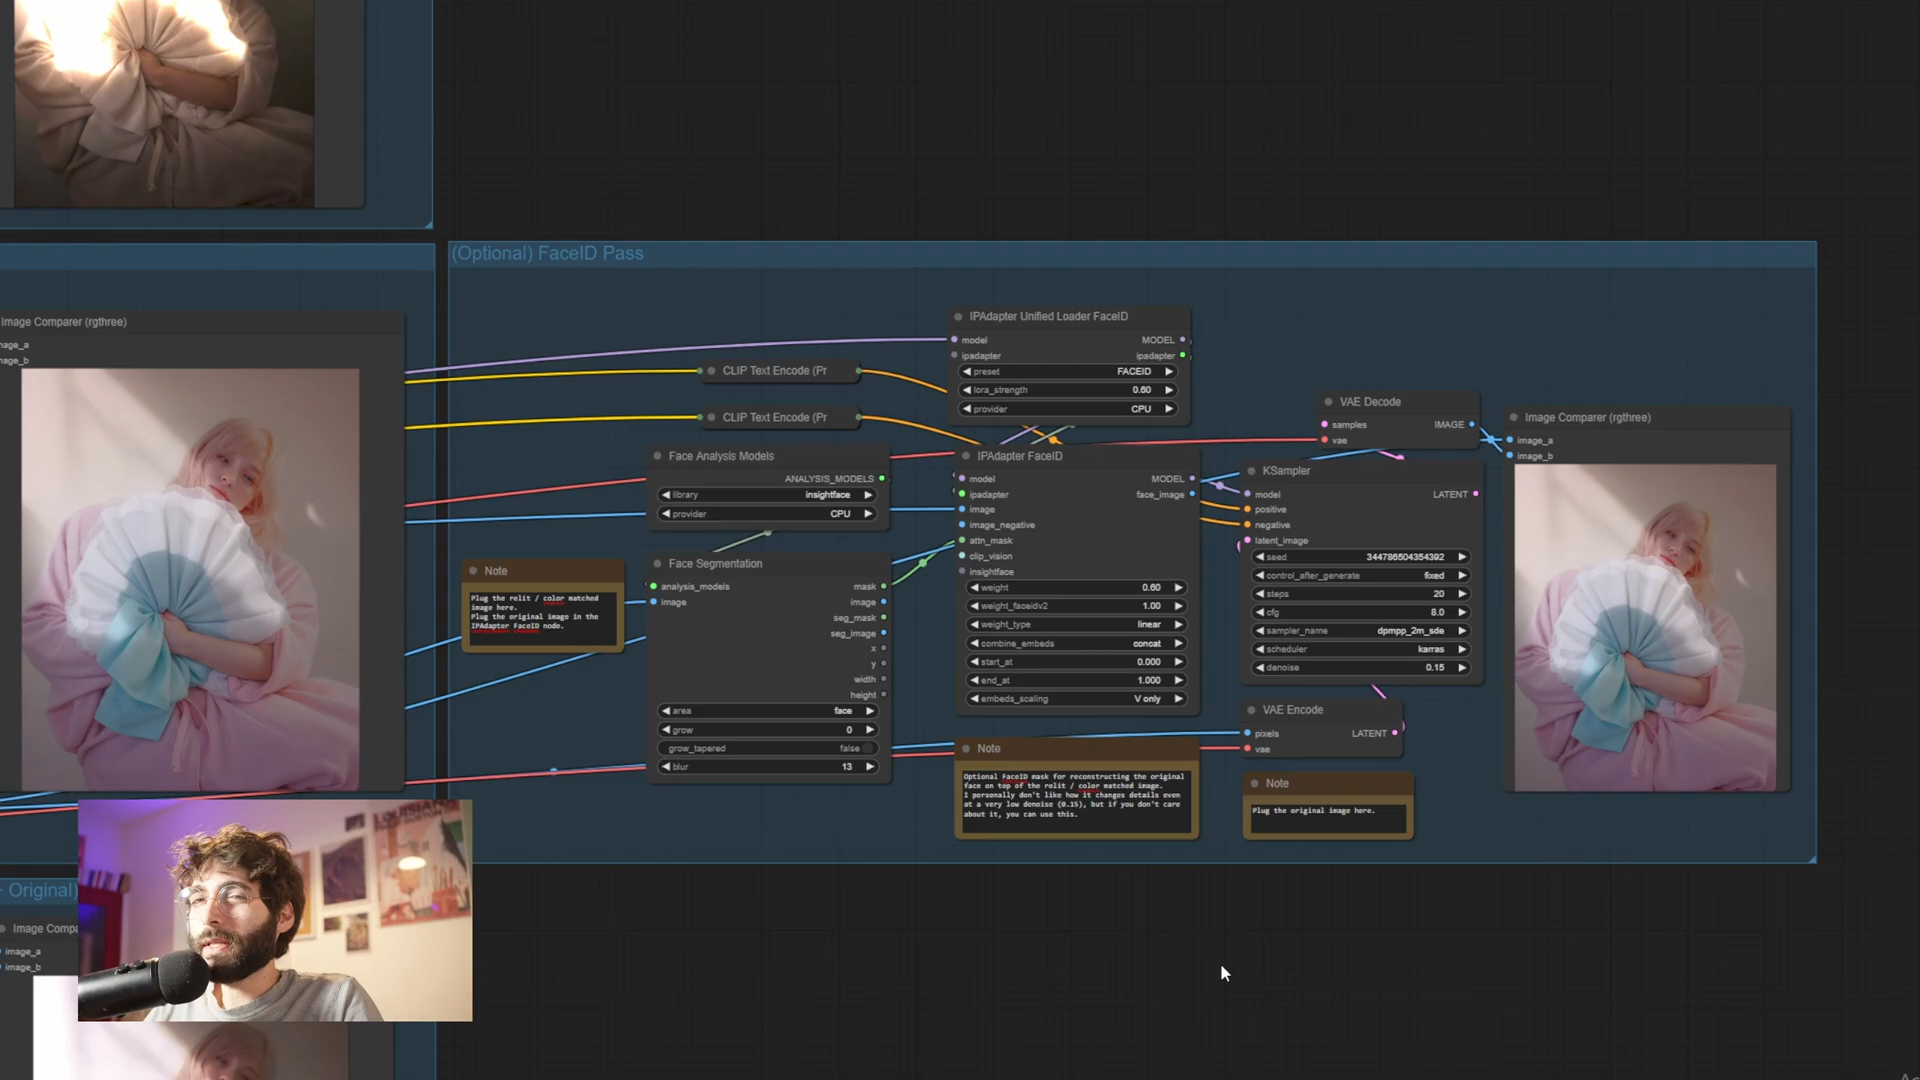 (Optional) FaceID Pass
Image Comparer (rgthree)
image_b
CLIP Text Encode (Pr
CLIP Text Encode (Pr
IPAdapter Unified Loader FaceID
model
MODEL
ipadapter
ipadapter
preset
FACEID
lora_strength
0.60
provider
CPU
Face Analysis Models
ANALYSIS_MODELS
library
insightface
provider
CPU
Note
Plug the relit / color matched
image here.
Plug the original image in the
IPAdapter FaceID node.
Face Segmentation
analysis_models
mask
image
image
seg_mask
seg_image
x
y
width
height
area
face
grow
0
grow_tapered
false
blur
13
IPAdapter FaceID
model
MODEL
ipadapter
face_image
image
image_negative
attn_mask
clip_vision
insightface
weight
0.60
weight_faceidv2
1.00
weight_type
linear
combine_embeds
concat
start_at
0.000
end_at
1.000
embeds_scaling
V only
Note
Optional FaceID mask for reconstructing the original
face on top of the relit / color matched image.
I personally don't like how it changes details even
at a very low denoise (0.15), but if you don't care
about it, you can use this.
VAE Decode
samples
IMAGE
vae
KSampler
model
LATENT
positive
negative
latent_image
seed
344786504354392
control_after_generate
fixed
steps
20
cfg
8.0
sampler_name
dpmpp_2m_sde
scheduler
karras
denoise
0.15
VAE Encode
pixels
LATENT
vae
Note
Plug the original image here.
Image Comparer (rgthree)
image_a
image_b
Original)
Image Compa
image_a
image_b
LOUISIANA